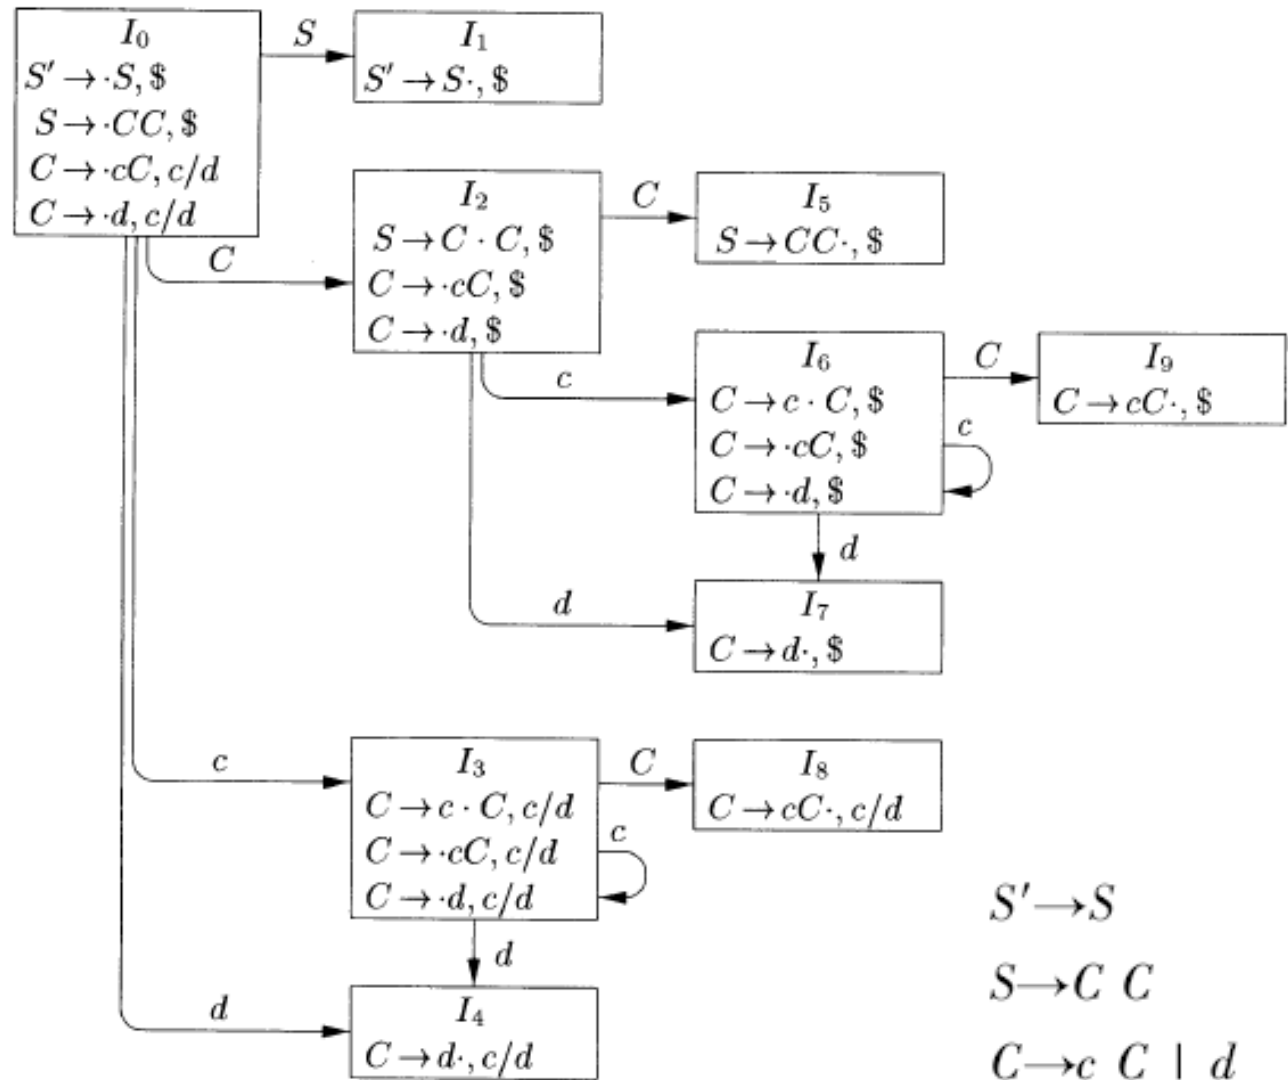 I₀
S' → ·S, $
S → ·CC, $
C → ·cC, c/d
C → ·d, c/d
S
I₁
S' → S·, $
C
I₂
S → C · C, $
C → ·cC, $
C → ·d, $
C
I₅
S → CC·, $
c
I₆
C → c · C, $
C → ·cC, $
C → ·d, $
C
I₉
C → cC·, $
c
d
d
I₇
C → d·, $
c
I₃
C → c · C, c/d
C → ·cC, c/d
C → ·d, c/d
C
I₈
C → cC·, c/d
c
d
d
I₄
C → d·, c/d
S' → S
S → C C
C → c C | d